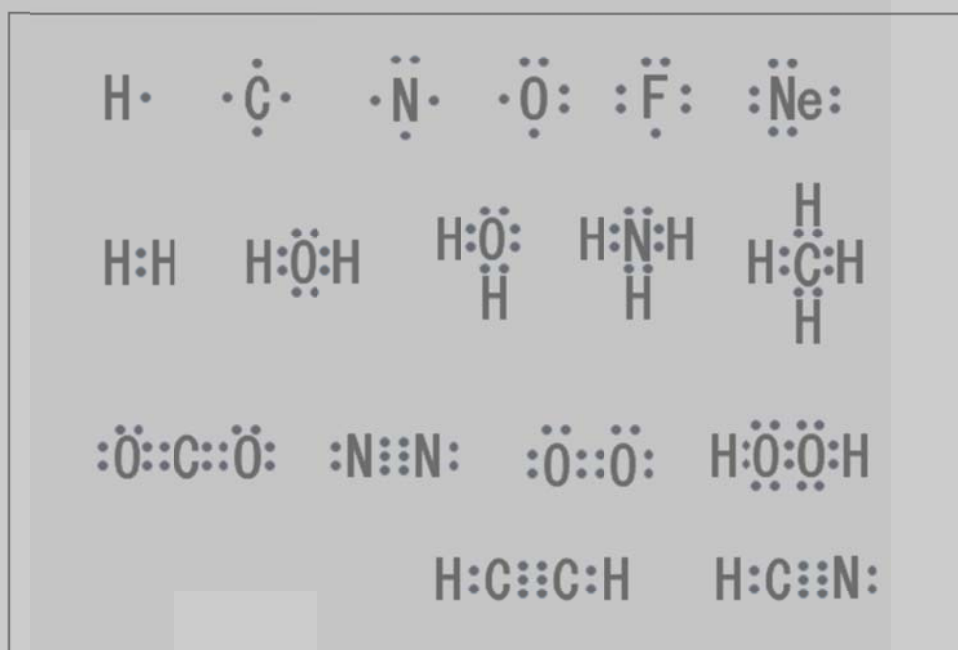 H· ·C· ·N· ·O: :F: :Ne:
H
H:H H:O:H H:O: H:N:H H:C:H
H H H
:O::C::O: :N⋮⋮N: :O::O: H:O:O:H
H:C⋮⋮C:H H:C⋮⋮N: